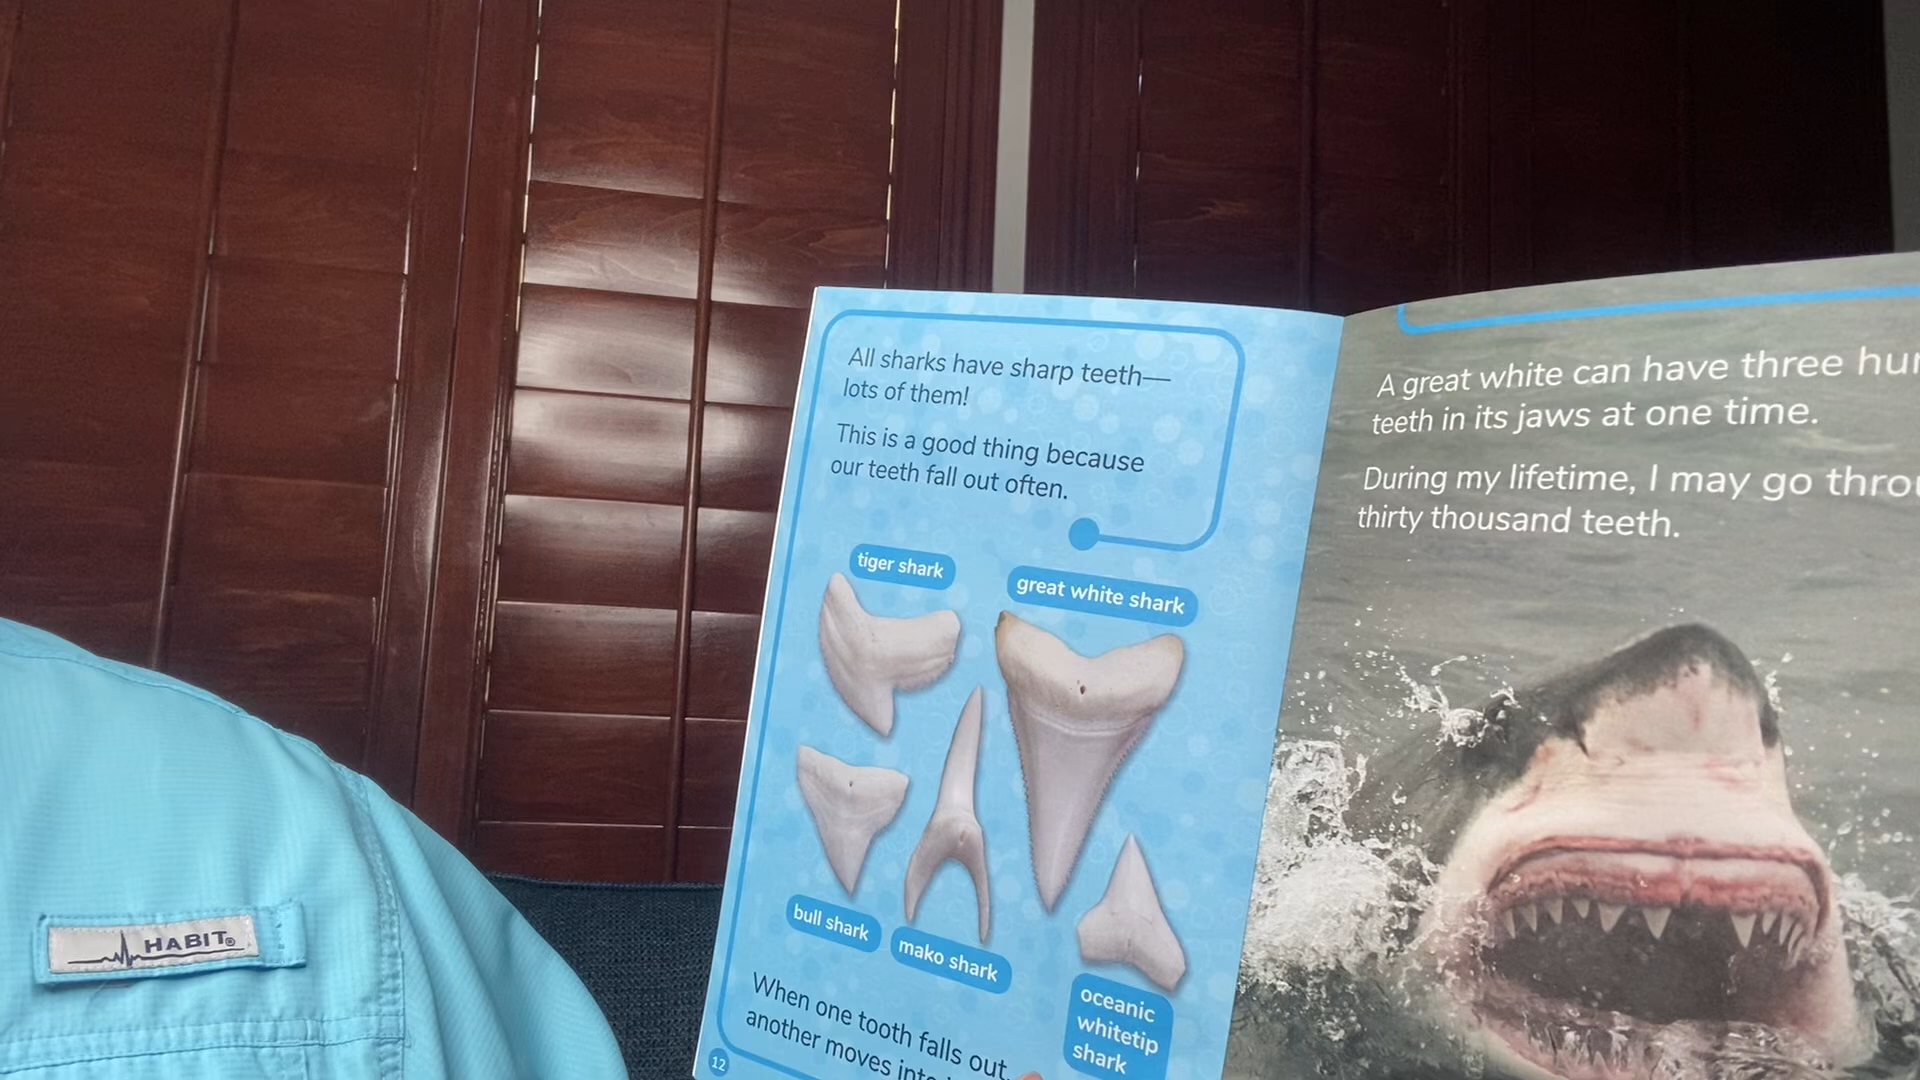 All sharks have sharp teeth—
lots of them!
This is a good thing because
our teeth fall out often.
tiger shark
great white shark
bull shark
mako shark
oceanic
whitetip
shark
When one tooth falls out,
another moves into
12
A great white can have three
teeth in its jaws at one time.
During my lifetime, I may go
thirty thousand teeth.
HABIT®